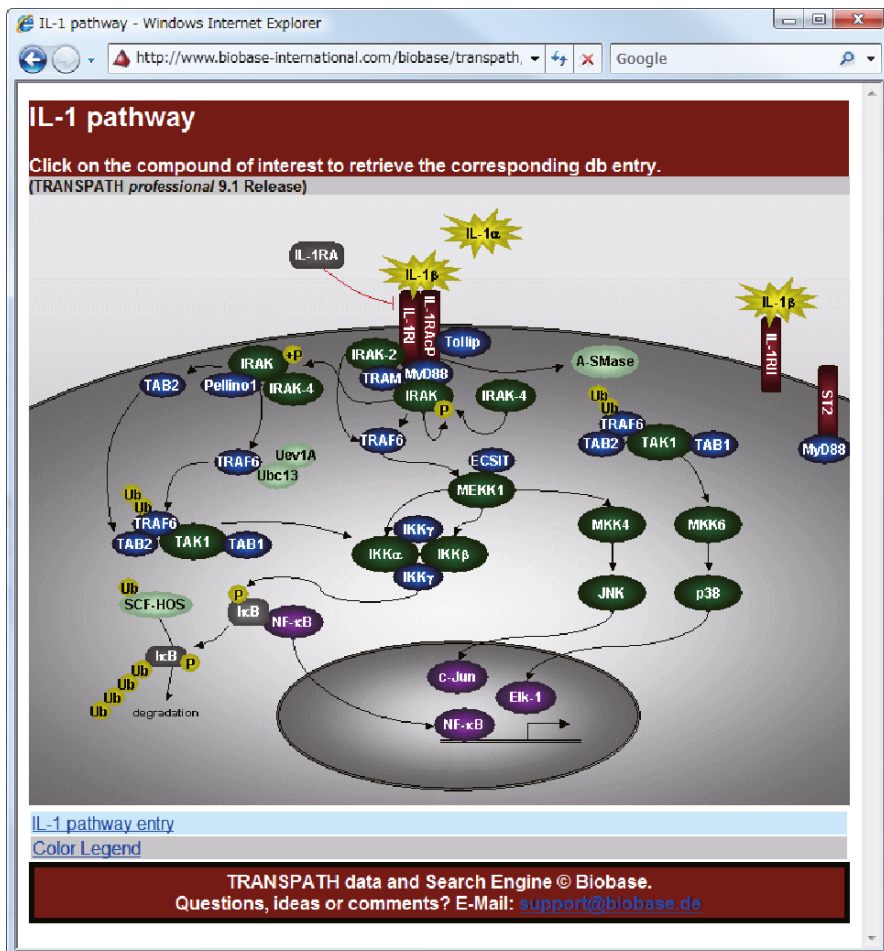 IL-1 pathway - Windows Internet Explorer
http://www.biobase-international.com/biobase/transpath,
Google
IL-1 pathway
Click on the compound of interest to retrieve the corresponding db entry.
(TRANSPATH professional 9.1 Release)
IL-1α
IL-1RA
IL-1β
IL-1β
IL-1RI
IL-1RAcP
IL-1RII
Tollip
IRAK-2
IRAK
+P
A-SMase
ST2
TAB2
Pellino1
IRAK-4
TRAM
MyD88
IRAK
P
IRAK-4
Ub
Ub
TRAF6
TAB2
TAK1
TAB1
MyD88
TRAF6
TRAF6
Uev1A
Ubc13
ECSIT
MEKK1
Ub
Ub
TRAF6
TAB2
TAK1
TAB1
IKKγ
IKKα
IKKβ
IKKγ
MKK4
MKK6
Ub
SCF-HOS
P
IκB
NF-κB
JNK
p38
IκB
P
Ub
Ub
Ub
Ub
degradation
c-Jun
Elk-1
NF-κB
IL-1 pathway entry
Color Legend
TRANSPATH data and Search Engine © Biobase.
Questions, ideas or comments? E-Mail: support@biobase.de